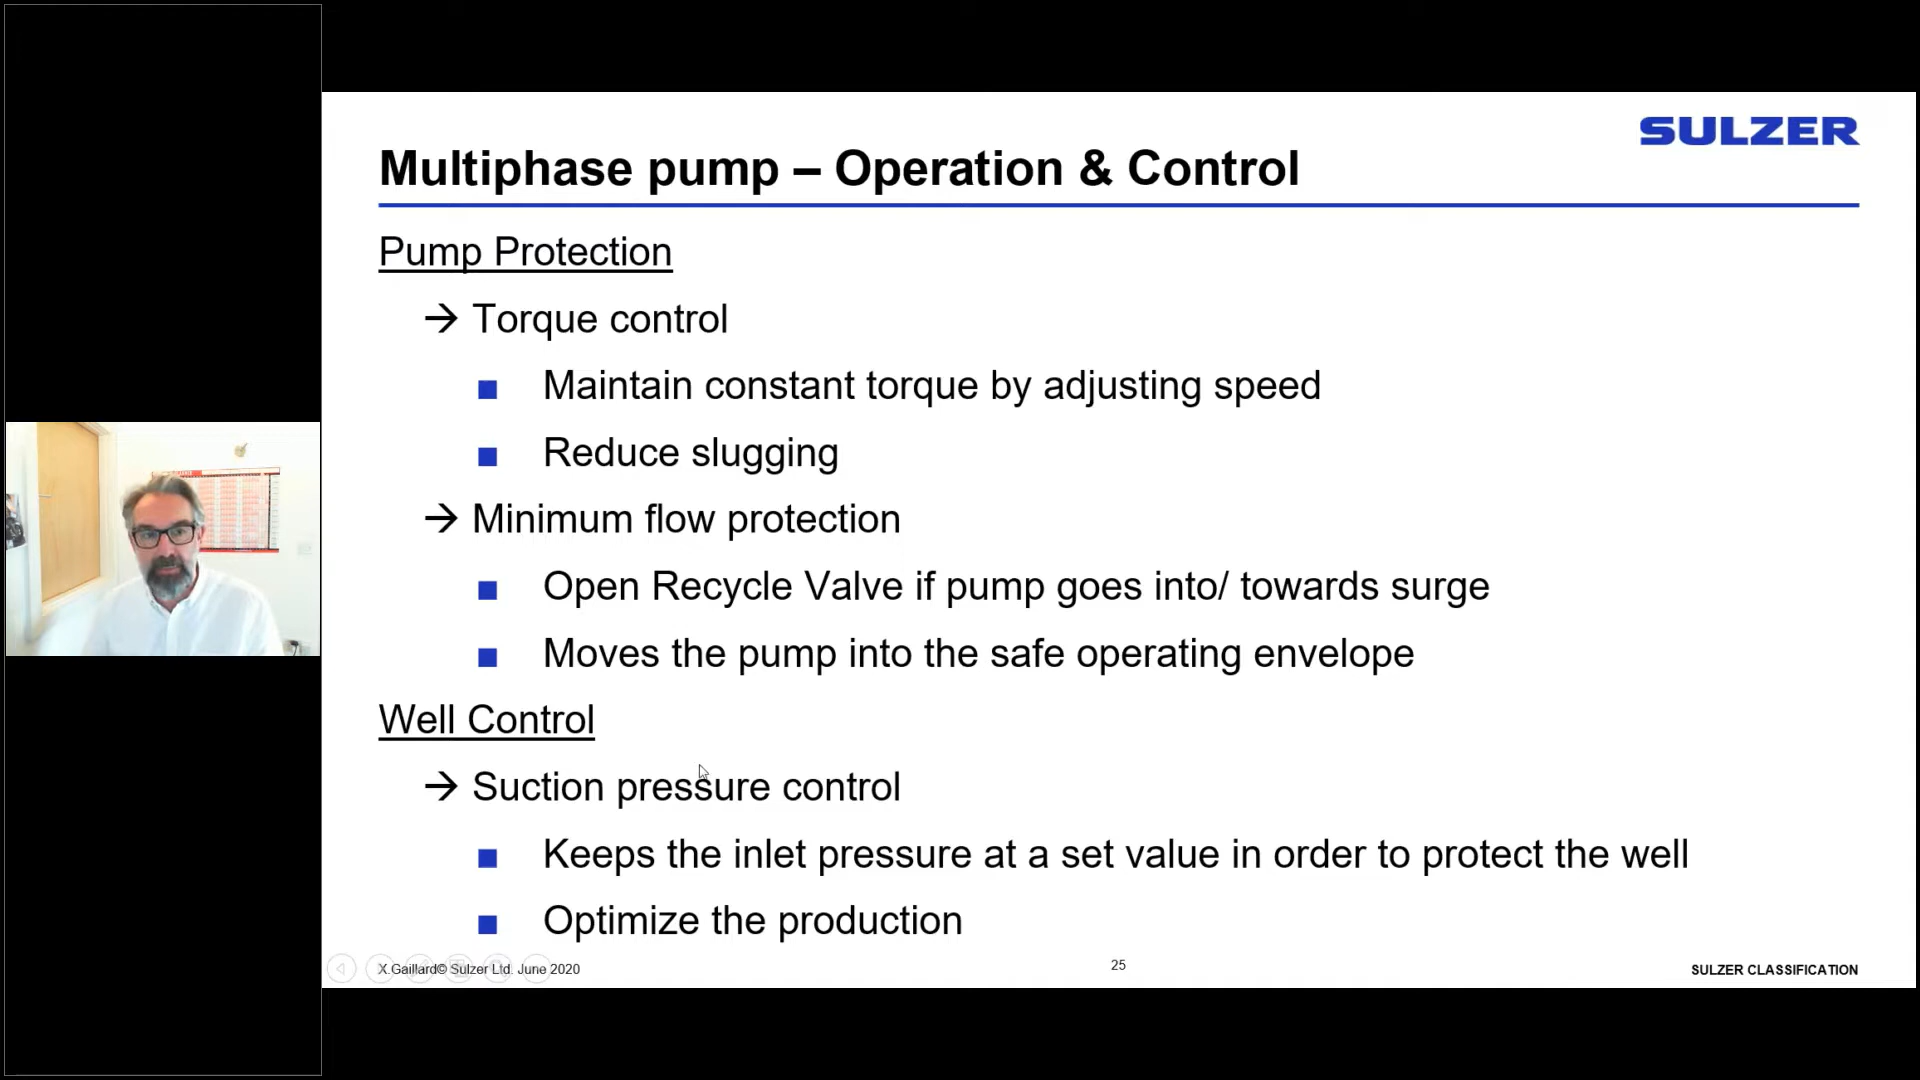 SULZER
Multiphase pump – Operation & Control
Pump Protection
→ Torque control
■ Maintain constant torque by adjusting speed
■ Reduce slugging
→ Minimum flow protection
■ Open Recycle Valve if pump goes into/ towards surge
■ Moves the pump into the safe operating envelope
Well Control
→ Suction pressure control
■ Keeps the inlet pressure at a set value in order to protect the well
■ Optimize the production
X.Gaillard© Sulzer Ltd. June 2020
25
SULZER CLASSIFICATION